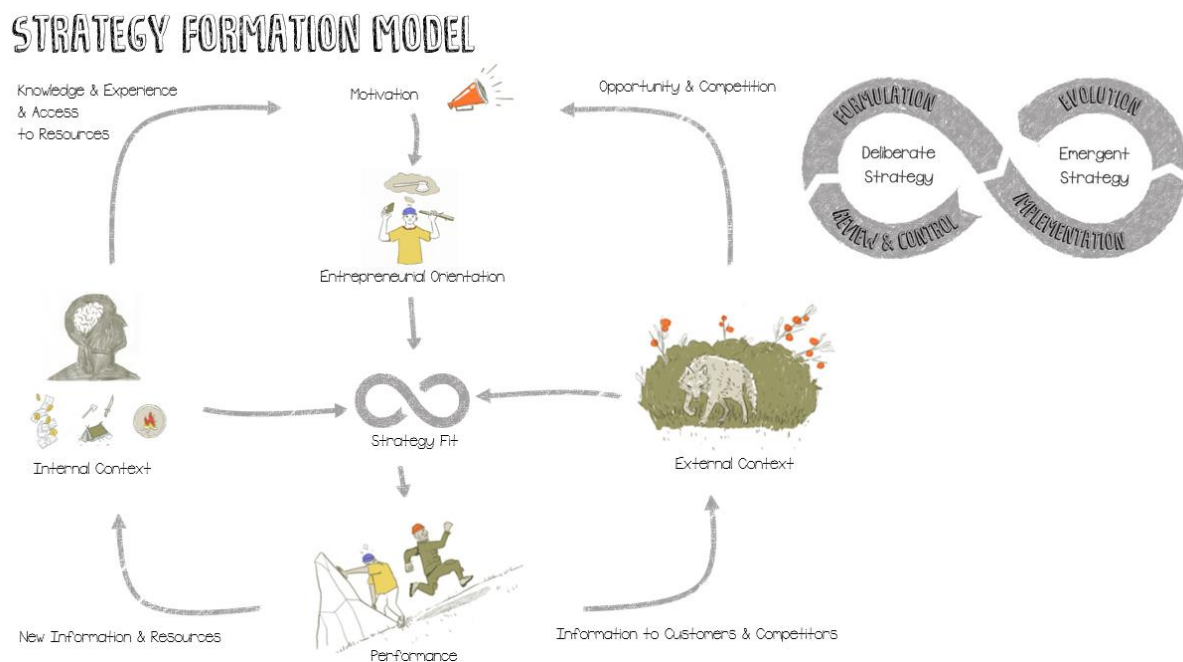 STRATEGY FORMATION MODEL
Knowledge & Experience
& Access
to Resources
Motivation
Opportunity & Competition
FORMULATION
EVOLUTION
Deliberate
Strategy
Emergent
Strategy
REVIEW & CONTROL
IMPLEMENTATION
Entrepreneurial Orientation
Strategy Fit
Internal Context
External Context
New Information & Resources
Information to Customers & Competitors
Performance